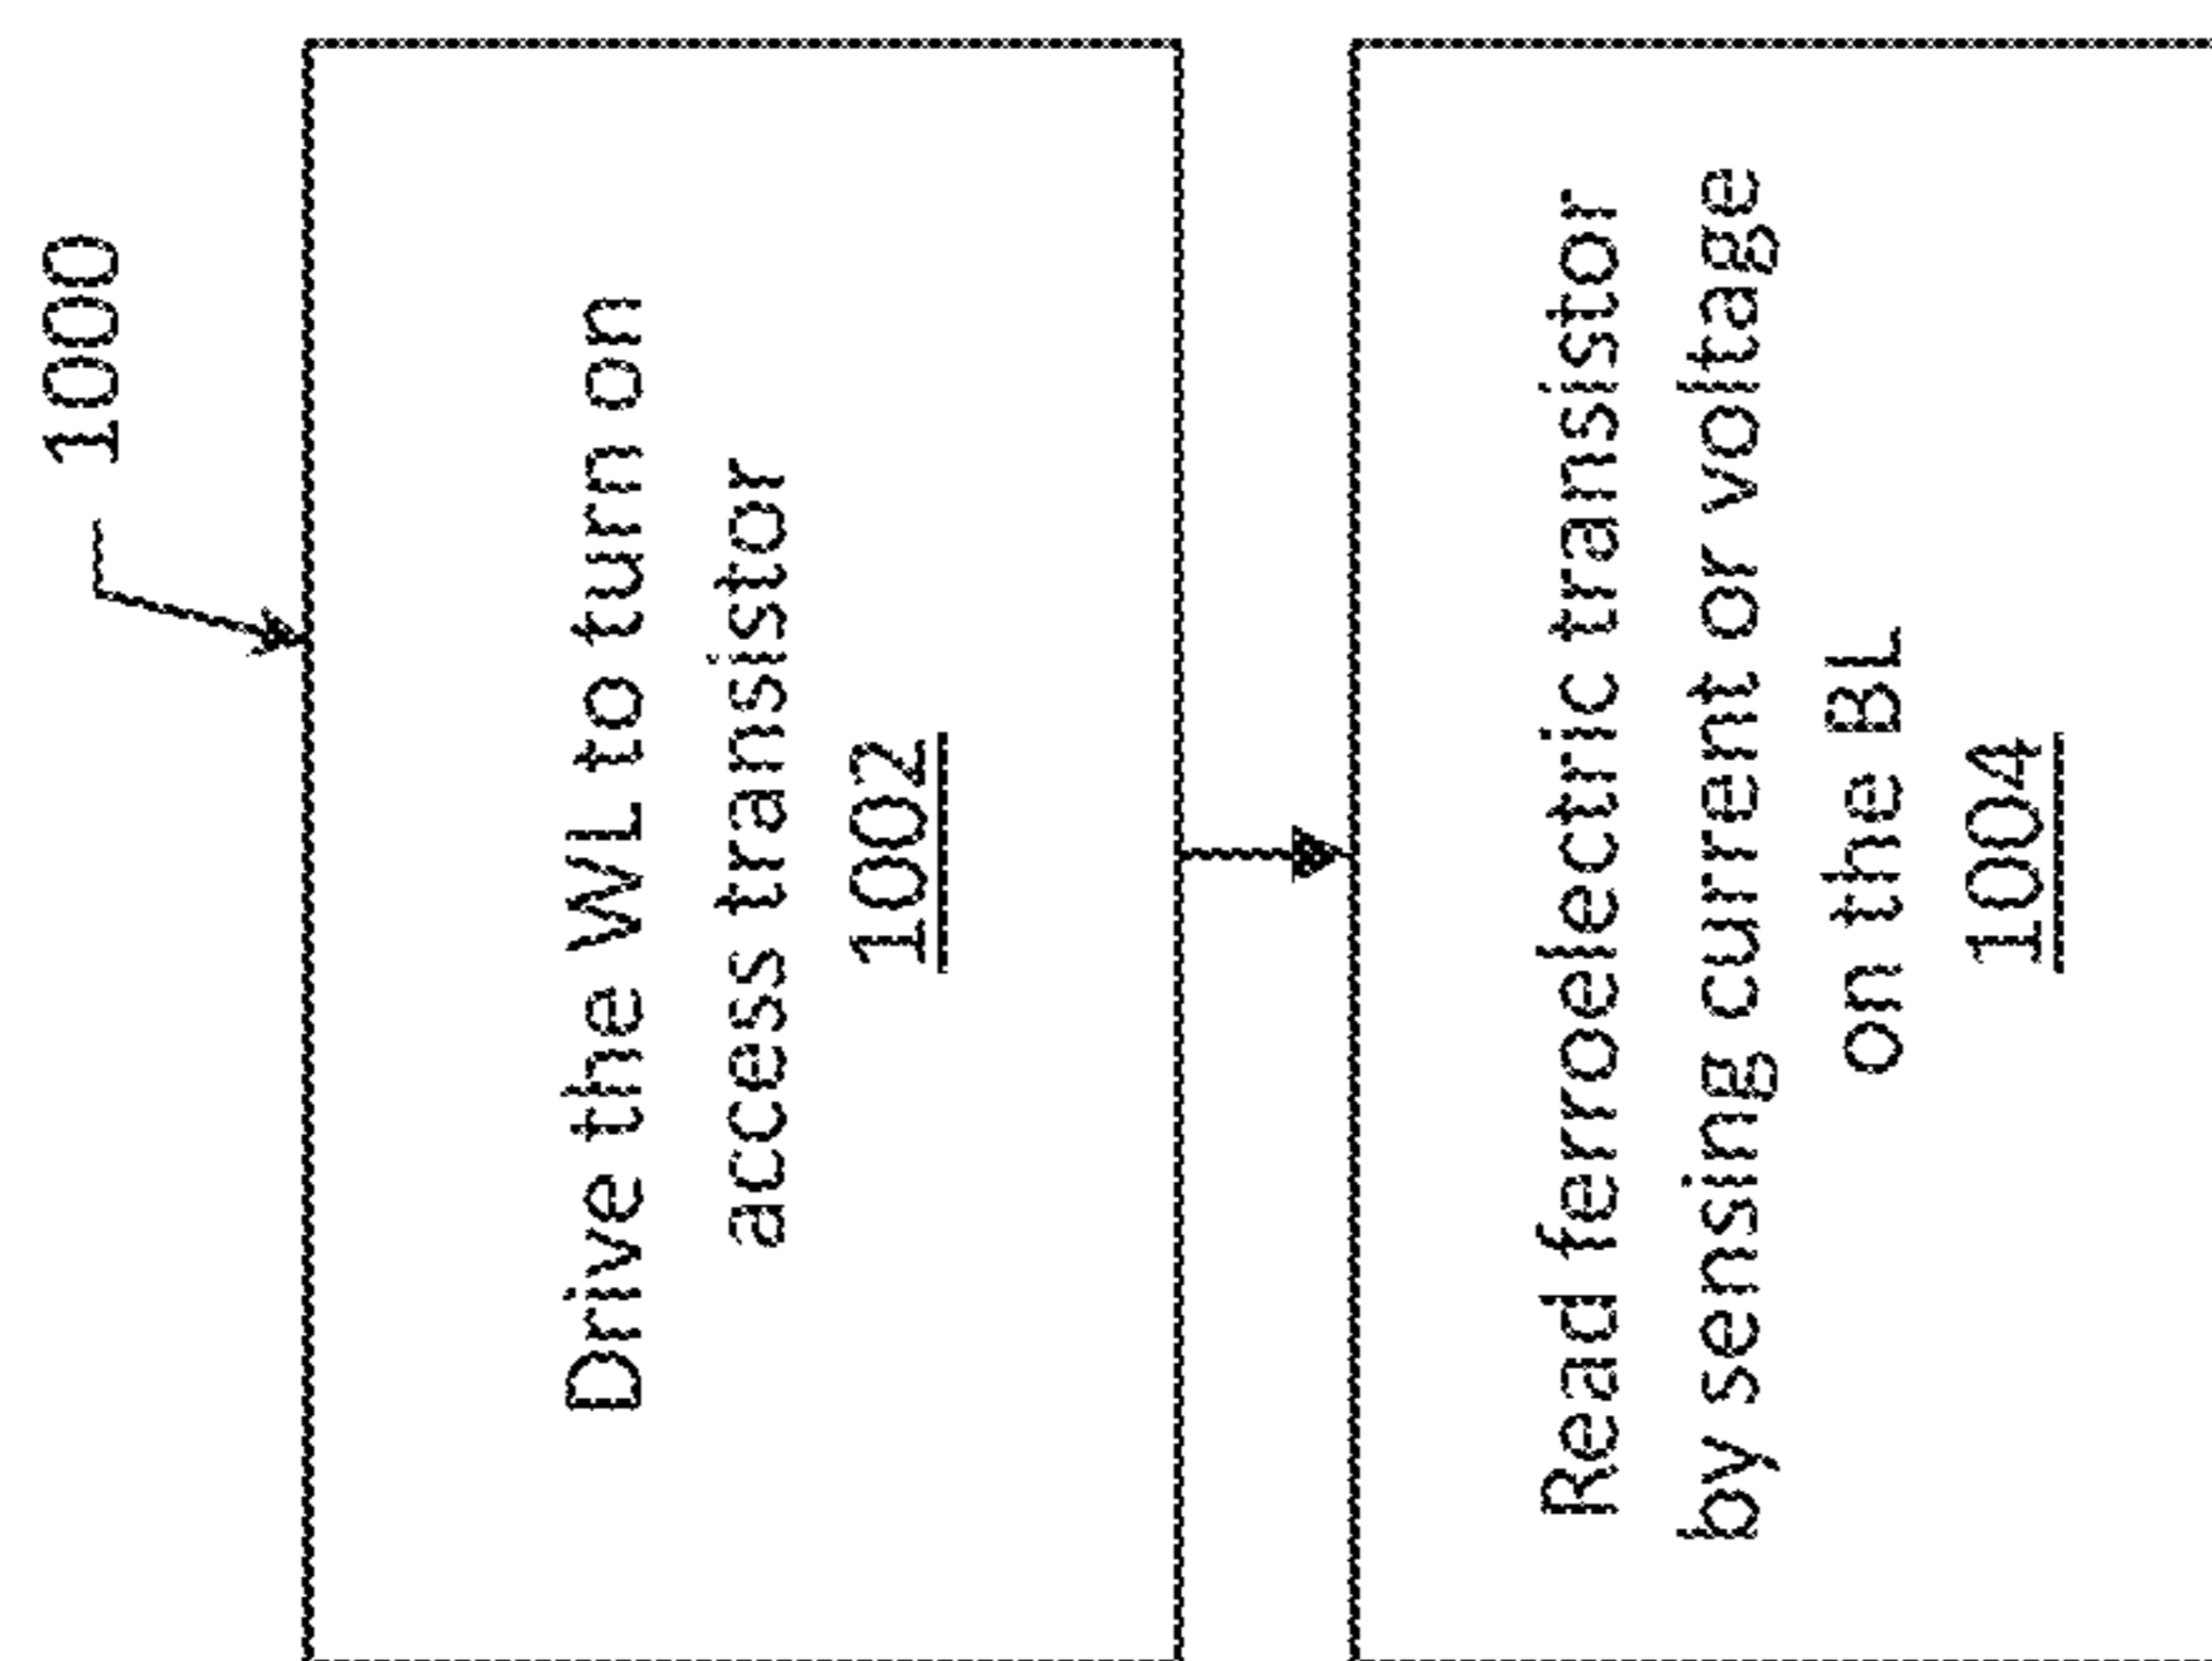 1000
Drive the WL to turn on
access transistor
1002
Read ferroelectric transistor
by sensing current or voltage
on the BL
1004